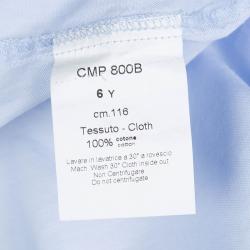 CMP 800B
6 Y
cm.116
Tessuto - Cloth
100% cotone
cotton
Lavare in lavatrice a 30° a rovescio
Mach. Wash 30° Cloth inside out
Non Centrifugare
Do not centrifugate